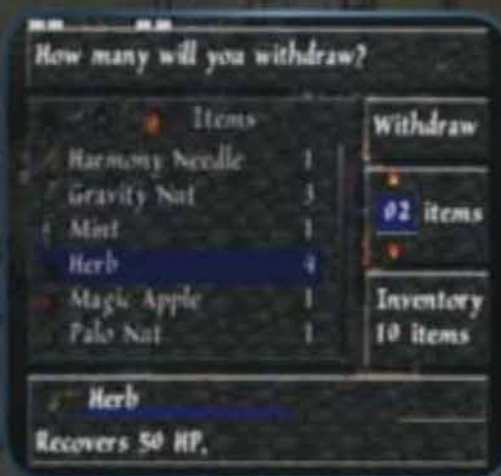 How many will you withdraw?
Items
Harmony Needle 1
Gravity Nut 3
Mint 1
Herb 4
Magic Apple 1
Palo Nut 1
Withdraw
02 items
Inventory
10 items
Herb
Recovers 50 HP.